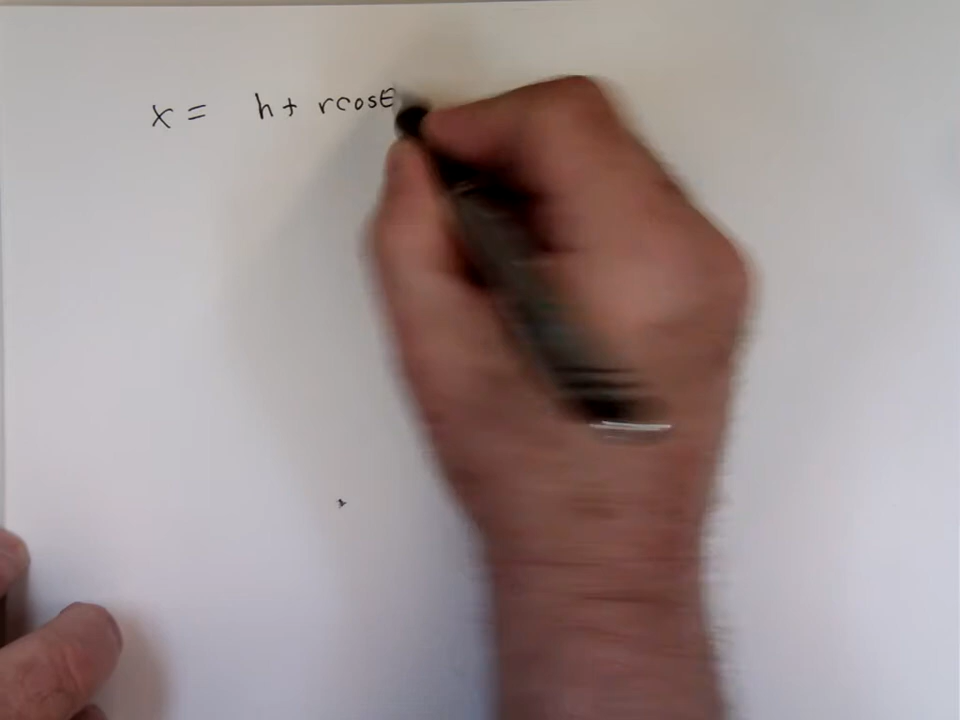 x = h + rcosθ